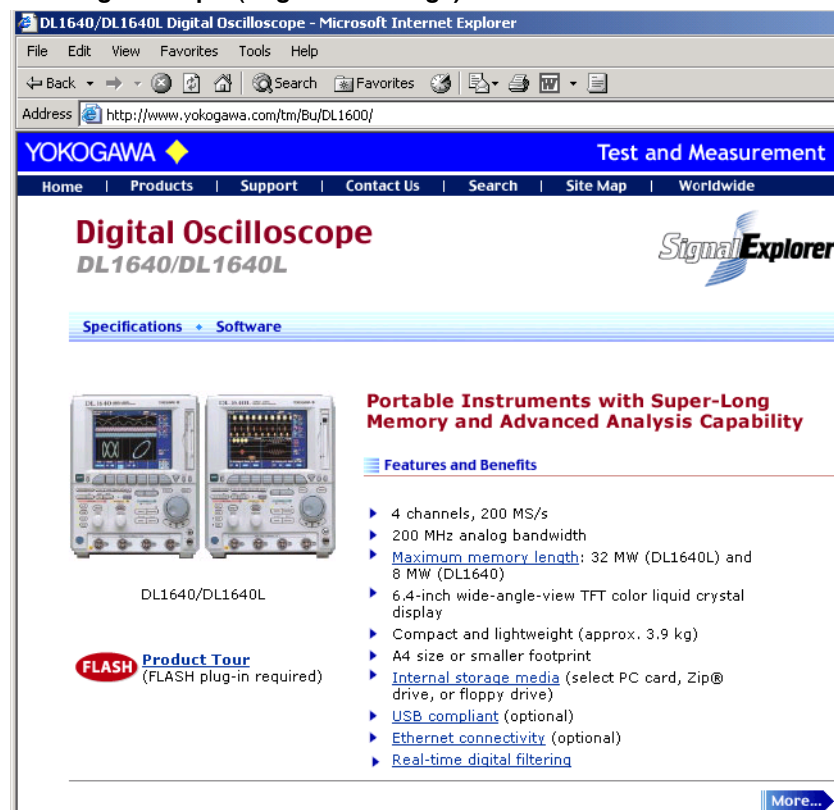 DL1640/DL1640L Digital Oscilloscope - Microsoft Internet Explorer
File Edit View Favorites Tools Help
Back Search Favorites
Address http://www.yokogawa.com/tm/Bu/DL1600/
YOKOGAWA Test and Measurement
Home | Products | Support | Contact Us | Search | Site Map | Worldwide
Digital Oscilloscope
DL1640/DL1640L
SignalExplorer
Specifications Software
Portable Instruments with Super-Long
Memory and Advanced Analysis Capability
Features and Benefits
4 channels, 200 MS/s
200 MHz analog bandwidth
Maximum memory length: 32 MW (DL1640L) and
8 MW (DL1640)
6.4-inch wide-angle-view TFT color liquid crystal
display
Compact and lightweight (approx. 3.9 kg)
A4 size or smaller footprint
Internal storage media (select PC card, Zip®
drive, or floppy drive)
USB compliant (optional)
Ethernet connectivity (optional)
Real-time digital filtering
DL1640/DL1640L
FLASH Product Tour
(FLASH plug-in required)
More...